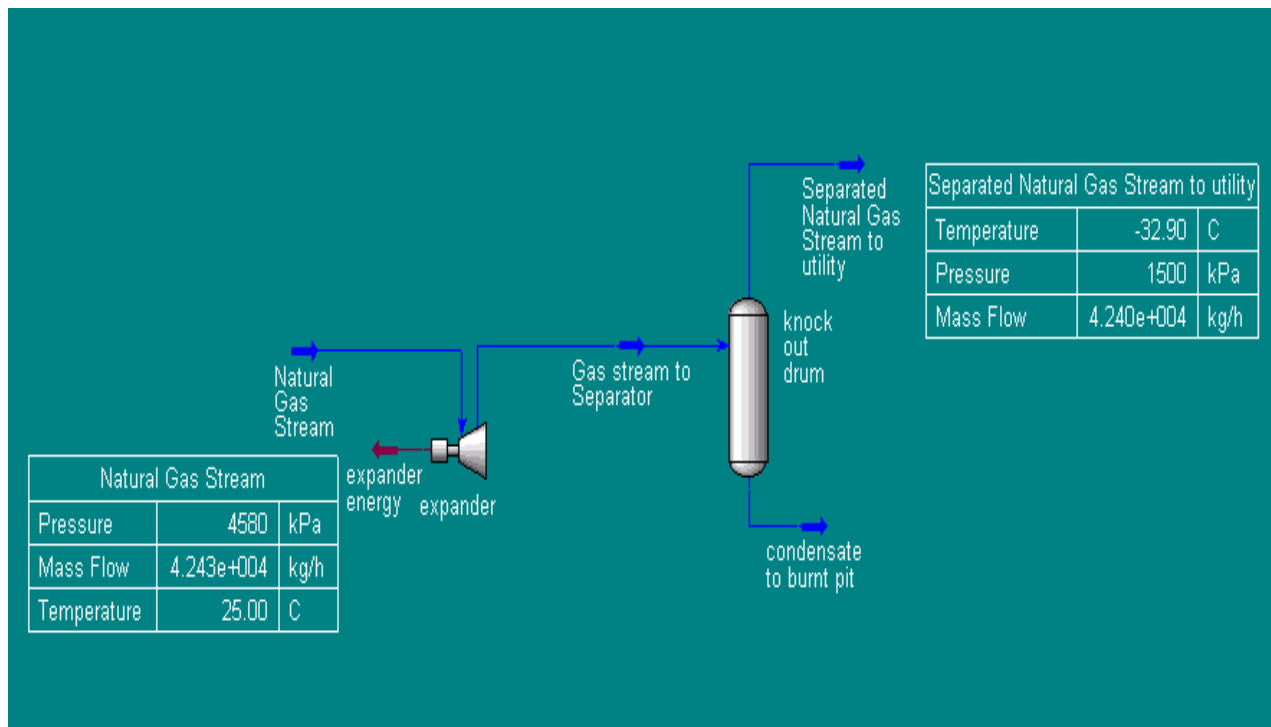 Separated
Natural Gas
Stream to
utility
Separated Natural Gas Stream to utility
Temperature -32.90 C
Pressure 1500 kPa
Mass Flow 4.240e+004 kg/h
knock
out
drum
Natural
Gas
Stream
Gas stream to
Separator
Natural Gas Stream
Pressure 4580 kPa
Mass Flow 4.243e+004 kg/h
Temperature 25.00 C
expander
energy
expander
condensate
to burnt pit